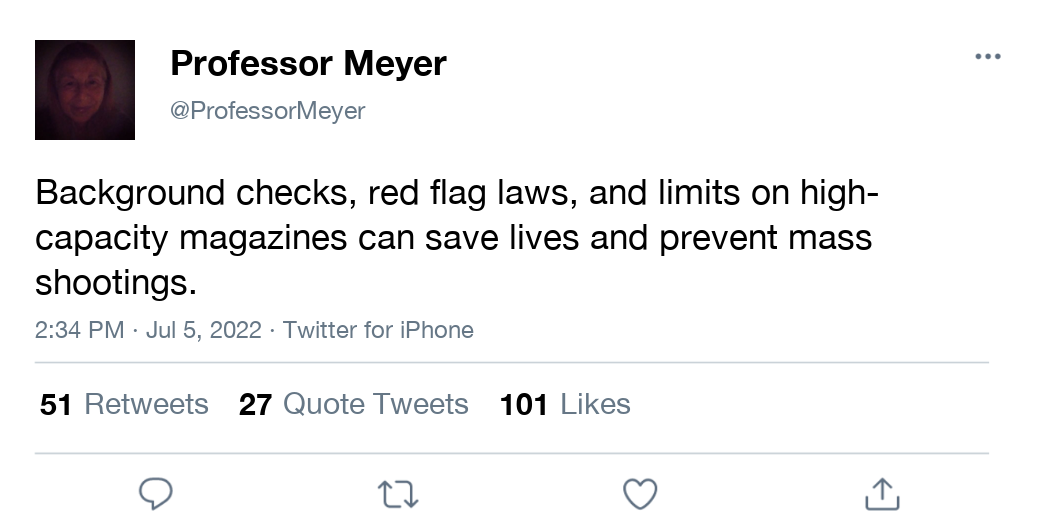 Professor Meyer
@ProfessorMeyer
Background checks, red flag laws, and limits on high-
capacity magazines can save lives and prevent mass
shootings.
2:34 PM · Jul 5, 2022 · Twitter for iPhone
51 Retweets 27 Quote Tweets 101 Likes